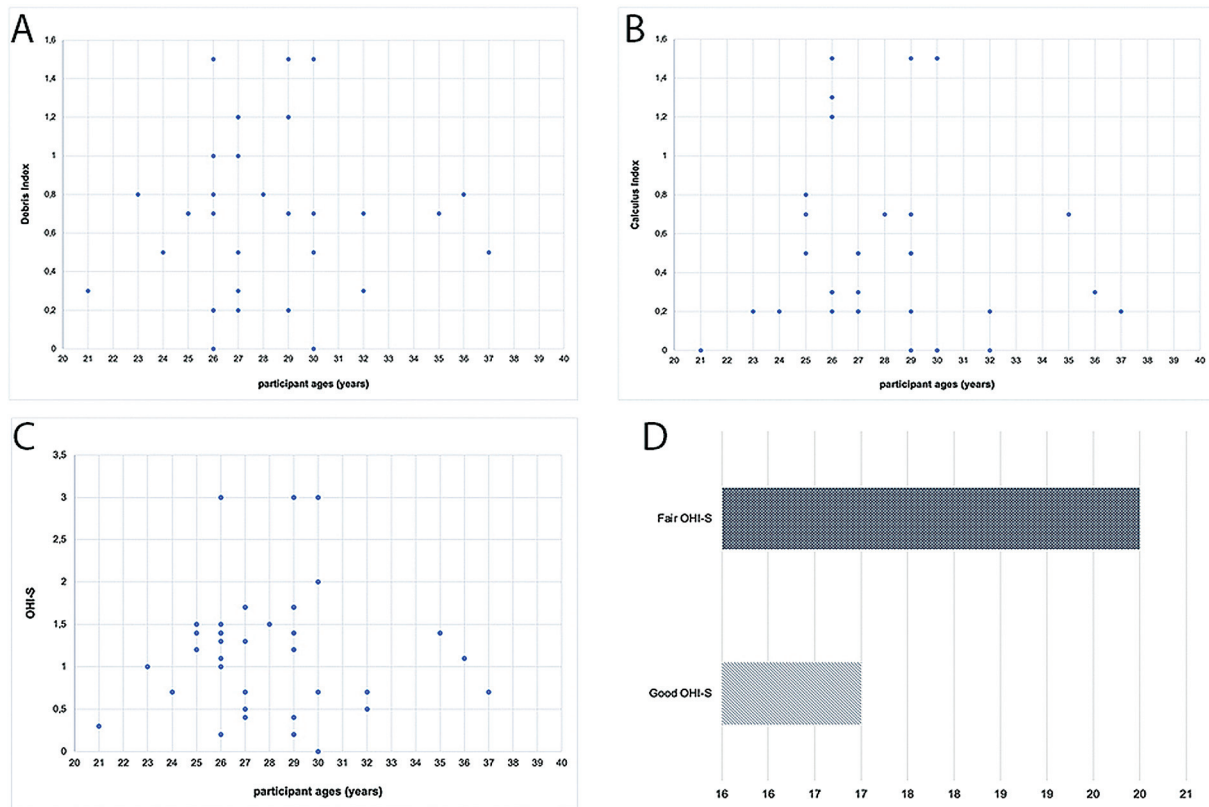 A
1,6
1,4
1,2
1
0,8
0,6
0,4
0,2
0
Debris Index
20 21 22 23 24 25 26 27 28 29 30 31 32 33 34 35 36 37 38 39 40
participant ages (years)
B
1,6
1,4
1,2
1
0,8
0,6
0,4
0,2
0
Calculus Index
20 21 22 23 24 25 26 27 28 29 30 31 32 33 34 35 36 37 38 39 40
participant ages (years)
C
3,5
3
2,5
2
1,5
1
0,5
0
OHI-S
20 21 22 23 24 25 26 27 28 29 30 31 32 33 34 35 36 37 38 39 40
participant ages (years)
D
Fair OHI-S
Good OHI-S
16 16 17 17 18 18 19 19 20 20 21